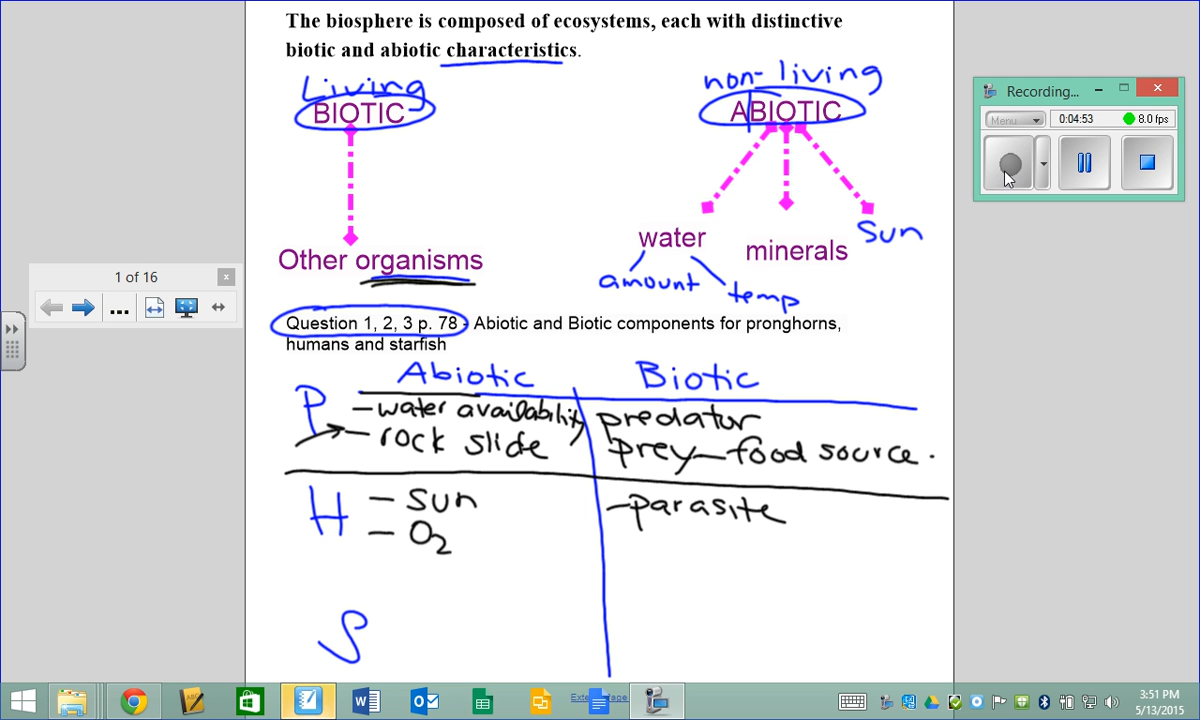 The biosphere is composed of ecosystems, each with distinctive
biotic and abiotic characteristics.
Living
BIOTIC
non-living
ABIOTIC
Recording...
Menu
0:04:53
8.0 fps
Other organisms
water
minerals
Sun
amount
temp
1 of 16
Question 1, 2, 3 p. 78 - Abiotic and Biotic components for pronghorns,
humans and starfish
Abiotic
Biotic
P
- water availability
predator
- rock slide
prey - food source.
H
- Sun
- parasite
- O2
S
3:51 PM
5/13/2015